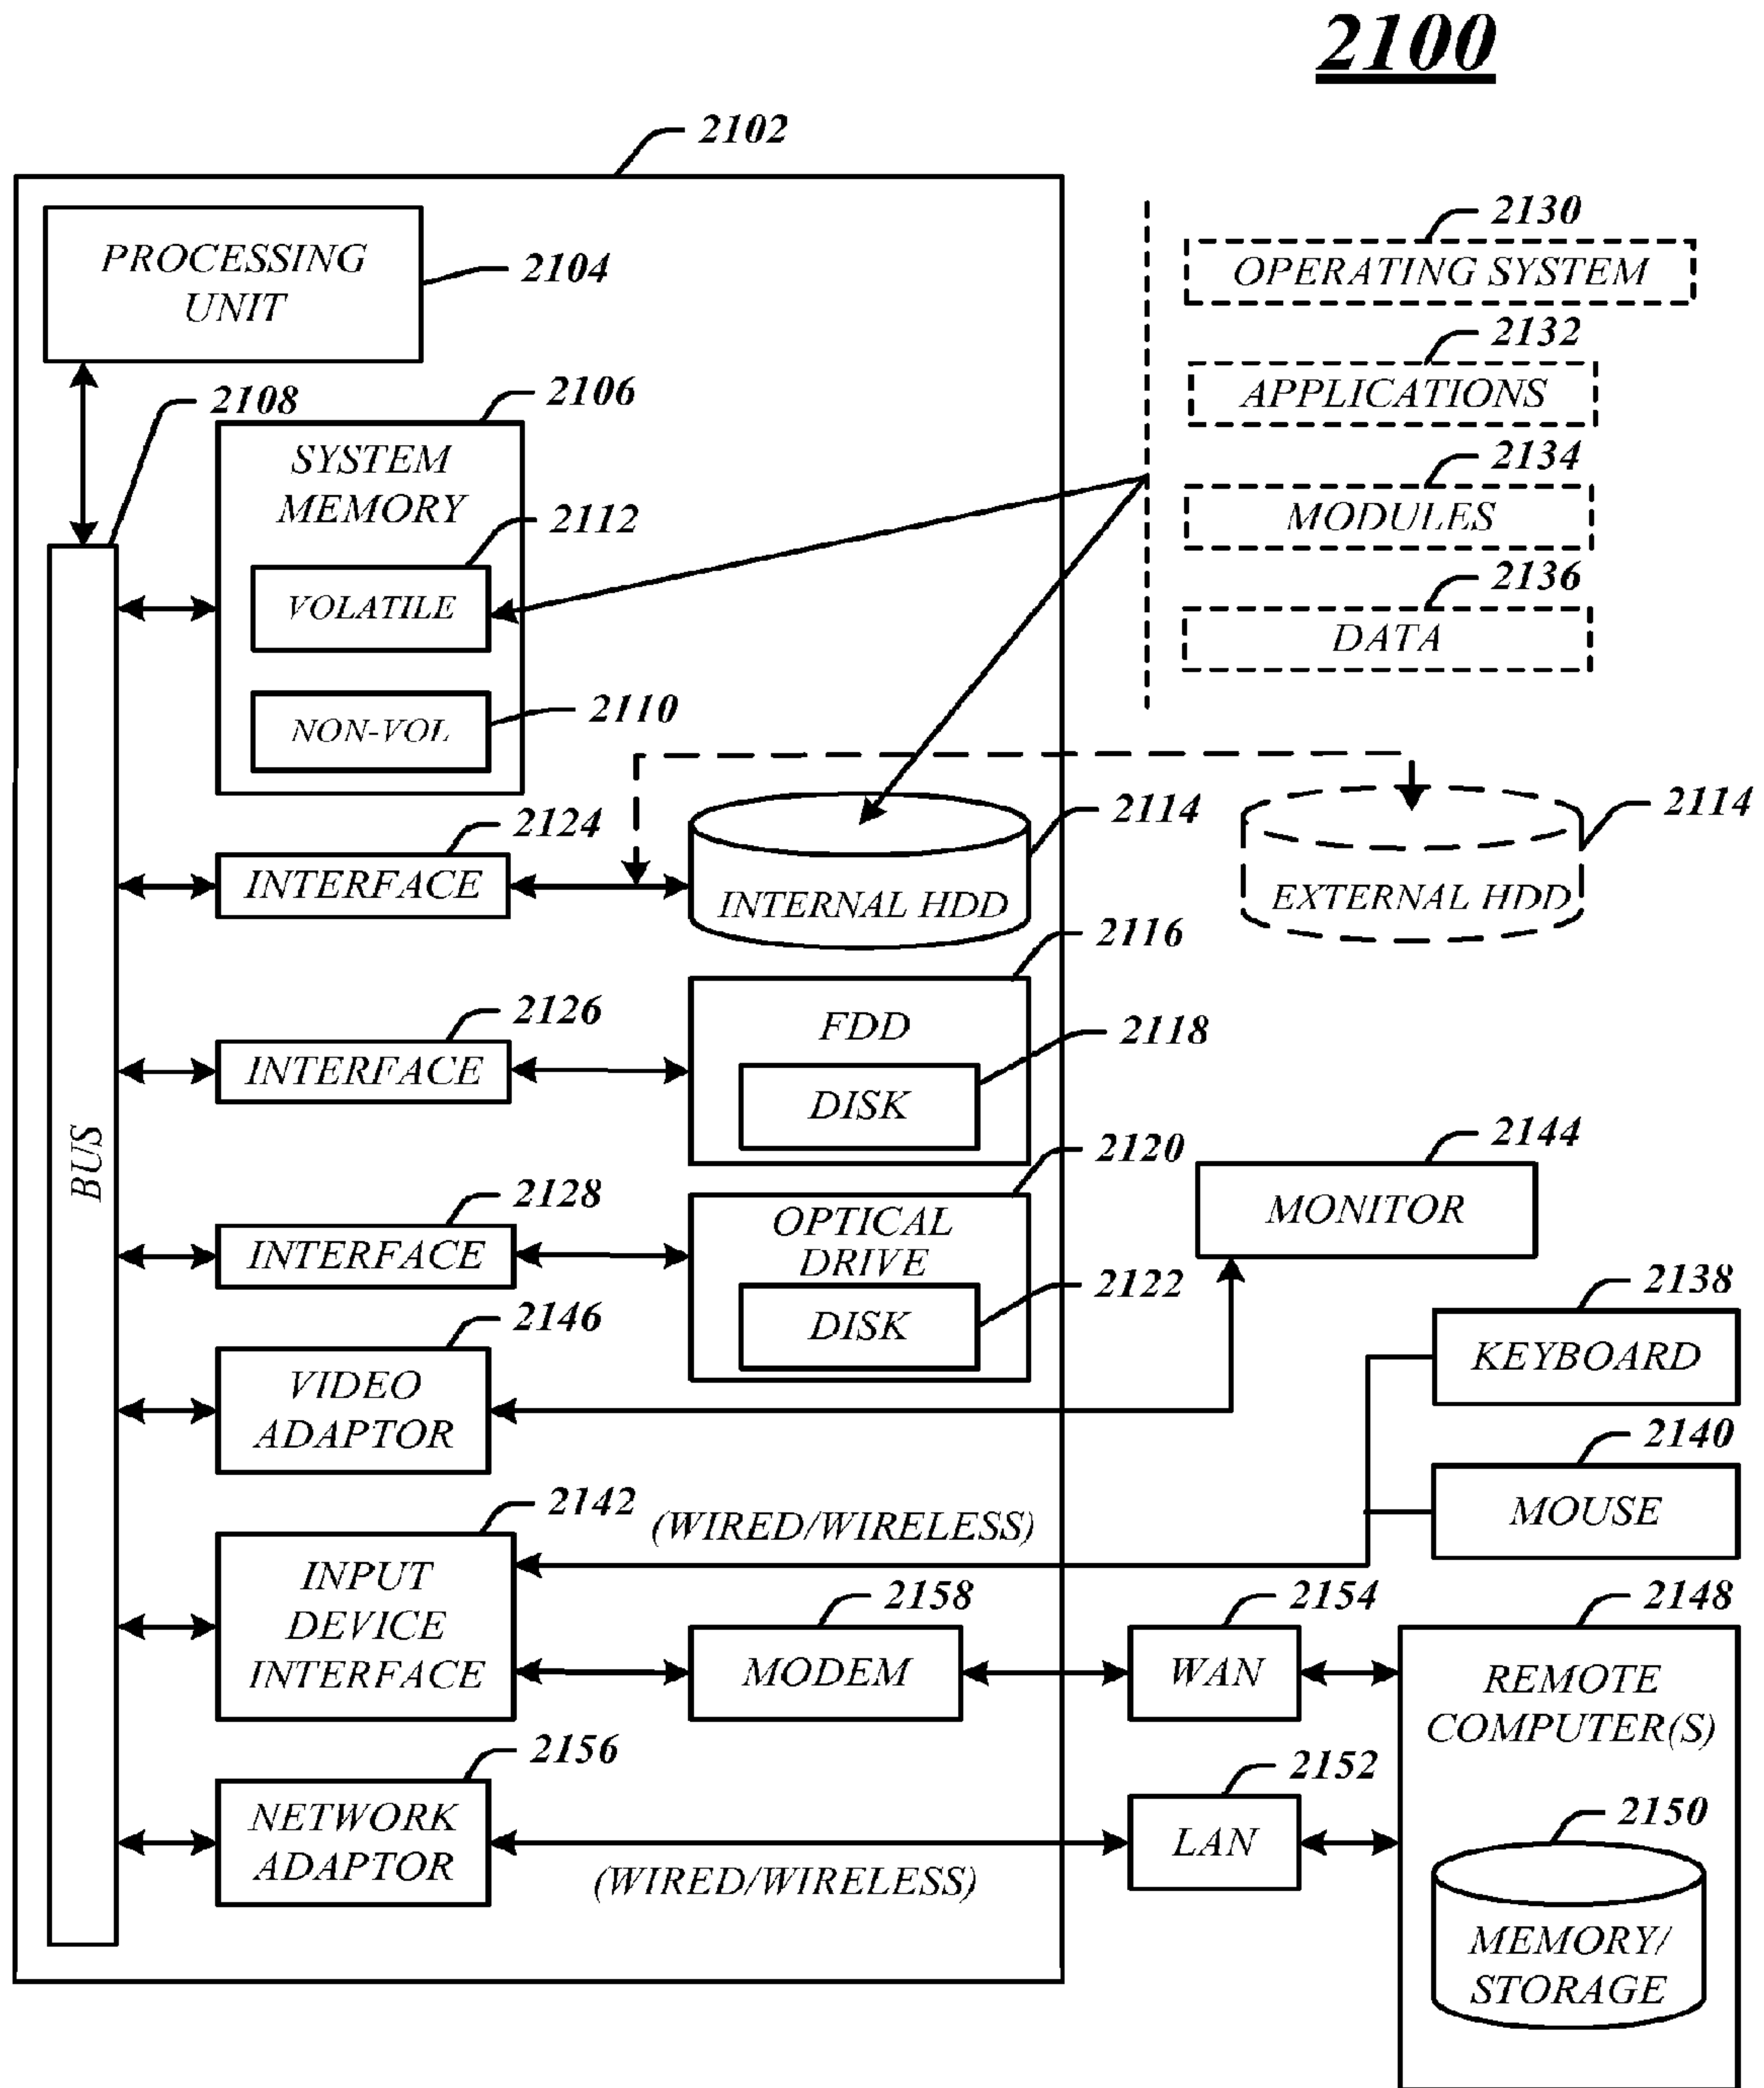 2100
2102
PROCESSING
UNIT
2104
2130
OPERATING SYSTEM
2132
APPLICATIONS
2134
MODULES
2136
DATA
2108
2106
SYSTEM
MEMORY
2112
VOLATILE
2110
NON-VOL
BUS
2124
INTERFACE
2114
INTERNAL HDD
2114
EXTERNAL HDD
2126
INTERFACE
2116
FDD
2118
DISK
2128
INTERFACE
2120
OPTICAL
DRIVE
2122
DISK
2144
MONITOR
2146
VIDEO
ADAPTOR
2138
KEYBOARD
2140
MOUSE
2142
INPUT
DEVICE
INTERFACE
(WIRED/WIRELESS)
2158
MODEM
2154
WAN
2148
REMOTE
COMPUTER(S)
2156
NETWORK
ADAPTOR
(WIRED/WIRELESS)
2152
LAN
2150
MEMORY/
STORAGE